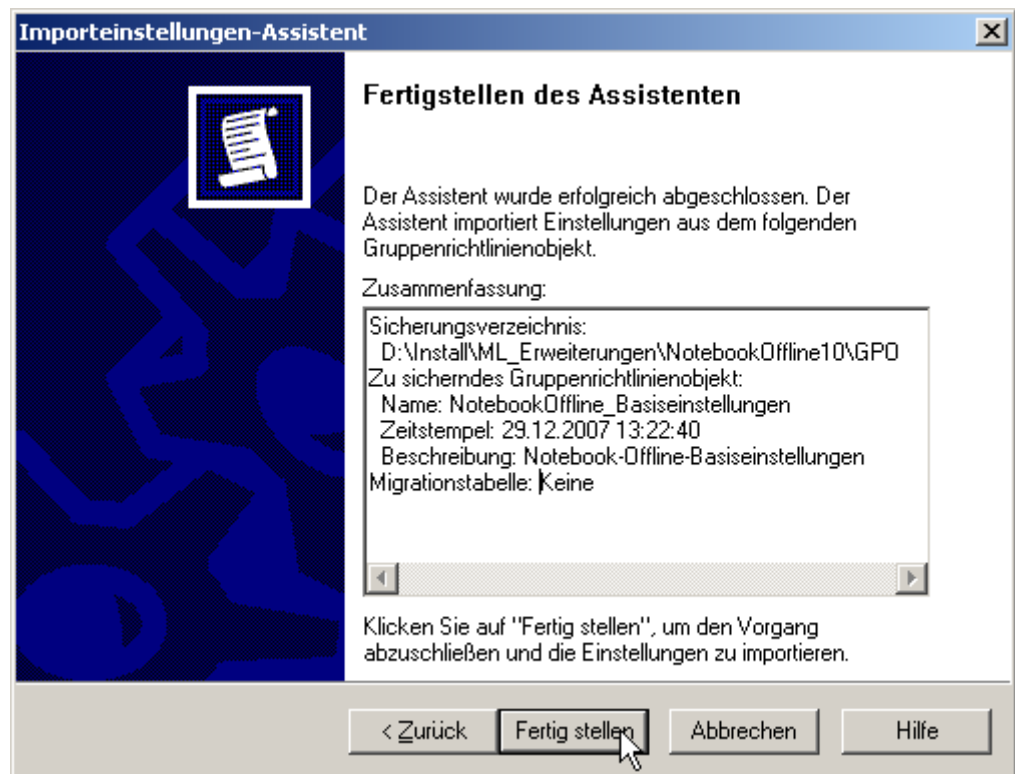 Importeinstellungen-Assistent
Fertigstellen des Assistenten
Der Assistent wurde erfolgreich abgeschlossen. Der
Assistent importiert Einstellungen aus dem folgenden
Gruppenrichtlinienobjekt.
Zusammenfassung:
Sicherungsverzeichnis:
D:\Install\ML_Erweiterungen\NotebookOffline10\GPO
Zu sicherndes Gruppenrichtlinienobjekt:
Name: NotebookOffline_Basiseinstellungen
Zeitstempel: 29.12.2007 13:22:40
Beschreibung: Notebook-Offline-Basiseinstellungen
Migrationstabelle: Keine
Klicken Sie auf "Fertig stellen", um den Vorgang
abzuschließen und die Einstellungen zu importieren.
< Zurück Fertig stellen Abbrechen Hilfe